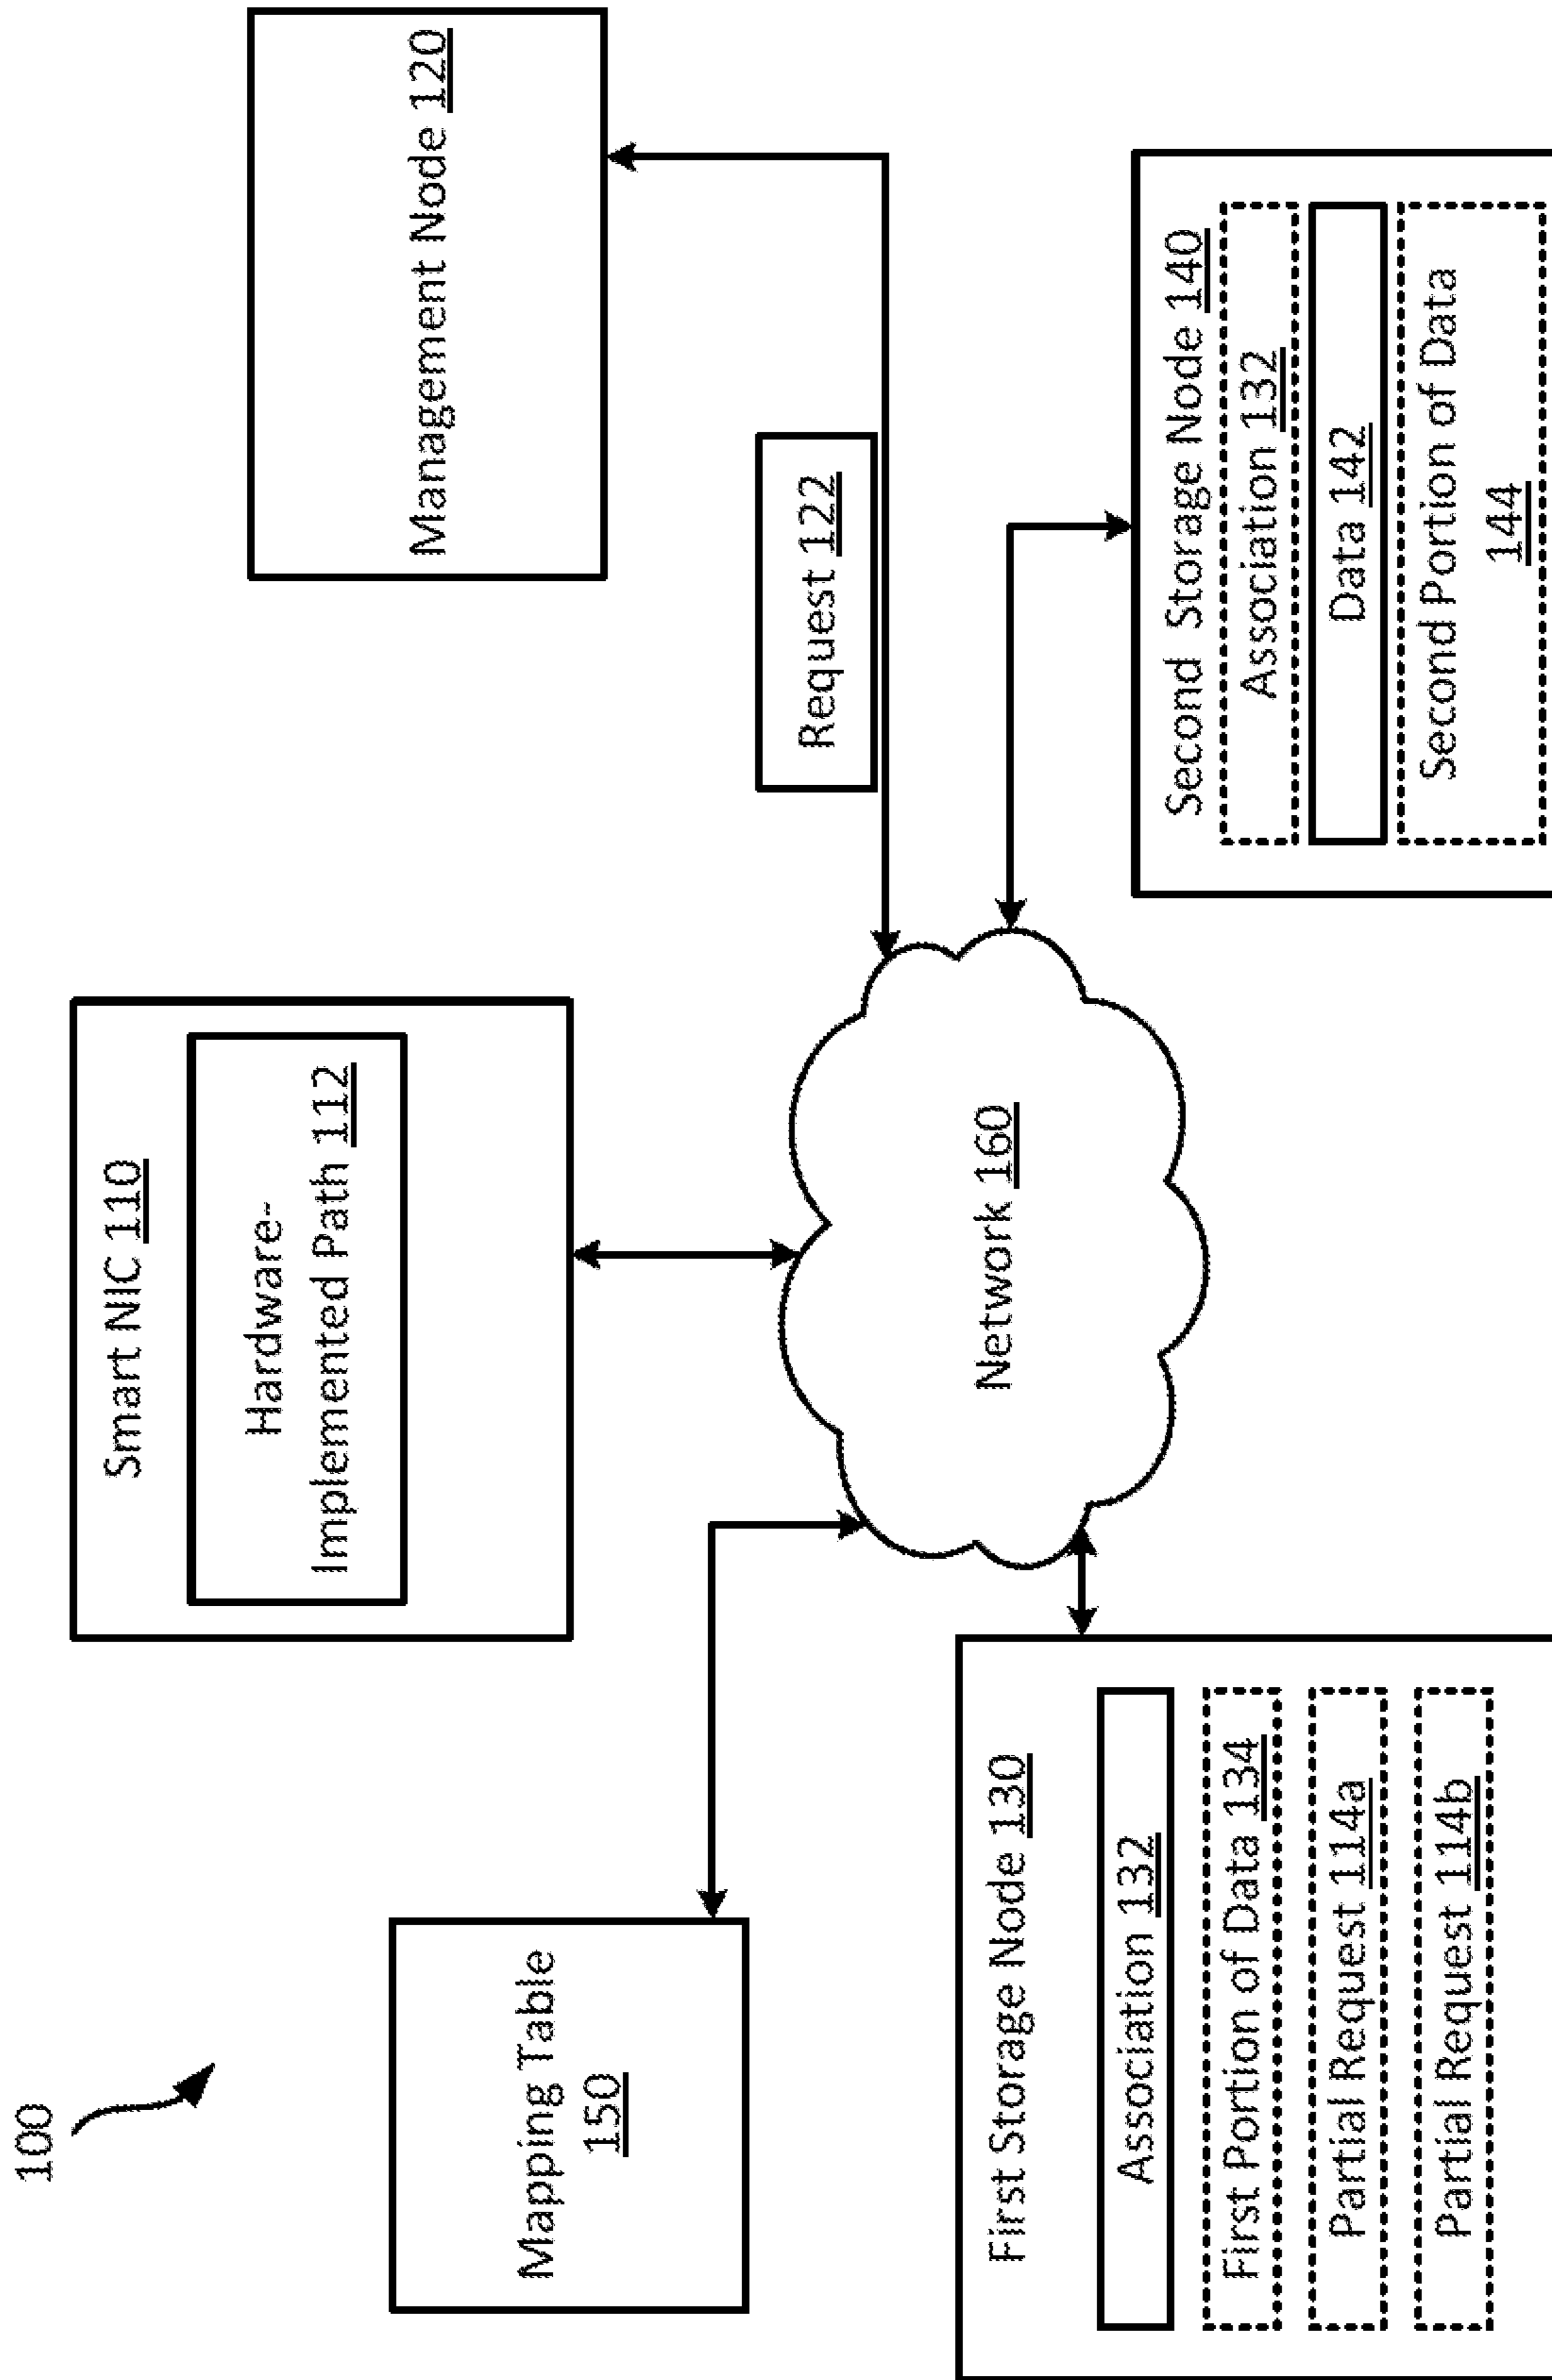 100
Smart NIC 110
Hardware-
Implemented Path 112
Management Node 120
Mapping Table
150
Request 122
Network 160
First Storage Node 130
Association 132
First Portion of Data 134
Partial Request 114a
Partial Request 114b
Second Storage Node 140
Association 132
Data 142
Second Portion of Data
144